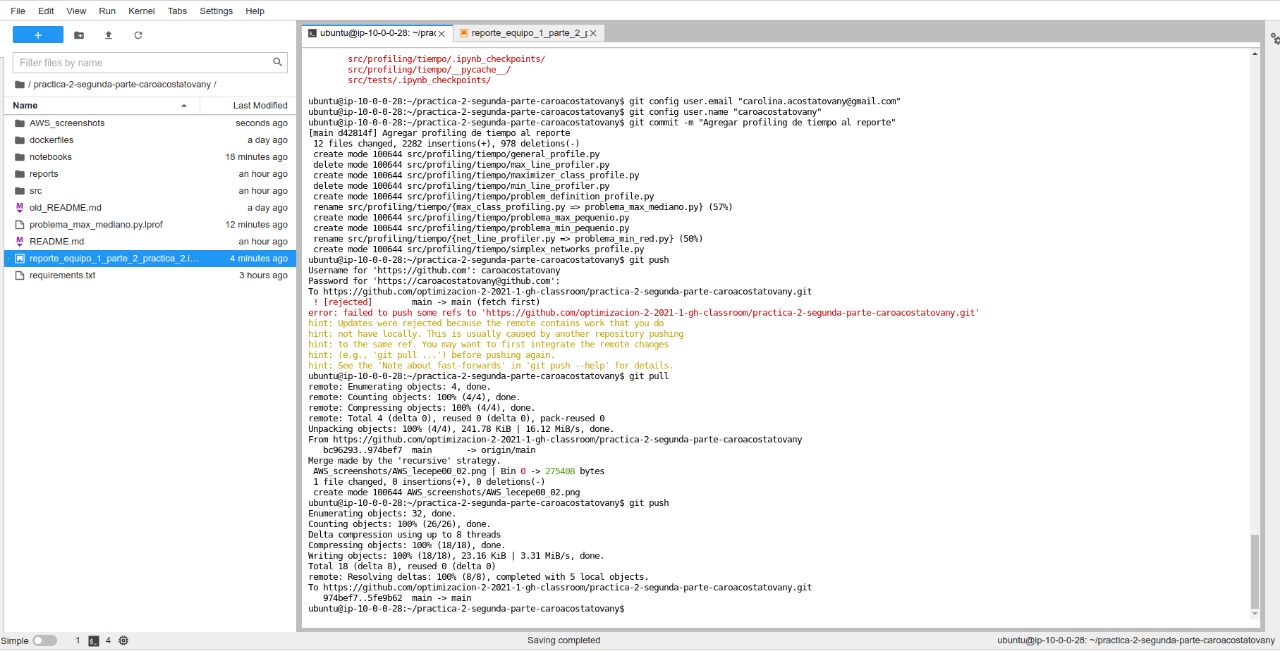 File Edit View Run Kernel Tabs Settings Help
+
Filter files by name
/ practica-2-segunda-parte-caroacostatovany /
Name Last Modified
AWS_screenshots seconds ago
dockerfiles a day ago
notebooks 18 minutes ago
reports an hour ago
src an hour ago
old_README.md a day ago
problema_max_mediano.py.lprof 12 minutes ago
README.md an hour ago
reporte_equipo_1_parte_2_practica_2.i... 4 minutes ago
requirements.txt 3 hours ago
ubuntu@ip-10-0-0-28: ~/prac
reporte_equipo_1_parte_2_p
src/profiling/tiempo/.ipynb_checkpoints/
src/profiling/tiempo/__pycache__/
src/tests/.ipynb_checkpoints/
ubuntu@ip-10-0-0-28:~/practica-2-segunda-parte-caroacostatovany$ git config user.email "carolina.acostatovany@gmail.com"
ubuntu@ip-10-0-0-28:~/practica-2-segunda-parte-caroacostatovany$ git config user.name "caroacostatovany"
ubuntu@ip-10-0-0-28:~/practica-2-segunda-parte-caroacostatovany$ git commit -m "Agregar profiling de tiempo al reporte"
[main d42814f] Agregar profiling de tiempo al reporte
12 files changed, 2282 insertions(+), 978 deletions(-)
create mode 100644 src/profiling/tiempo/general_profile.py
delete mode 100644 src/profiling/tiempo/max_line_profiler.py
create mode 100644 src/profiling/tiempo/maximizer_class_profile.py
delete mode 100644 src/profiling/tiempo/min_line_profiler.py
create mode 100644 src/profiling/tiempo/problem_definition_profile.py
rename src/profiling/tiempo/{max_class_profiling.py => problema_max_mediano.py} (57%)
create mode 100644 src/profiling/tiempo/problema_max_pequenio.py
create mode 100644 src/profiling/tiempo/problema_min_pequenio.py
rename src/profiling/tiempo/{net_line_profiler.py => problema_min_red.py} (50%)
create mode 100644 src/profiling/tiempo/simplex_networks_profile.py
ubuntu@ip-10-0-0-28:~/practica-2-segunda-parte-caroacostatovany$ git push
Username for 'https://github.com': caroacostatovany
Password for 'https://caroacostatovany@github.com':
To https://github.com/optimizacion-2-2021-1-gh-classroom/practica-2-segunda-parte-caroacostatovany.git
! [rejected] main -> main (fetch first)
error: failed to push some refs to 'https://github.com/optimizacion-2-2021-1-gh-classroom/practica-2-segunda-parte-caroacostatovany.git'
hint: Updates were rejected because the remote contains work that you do
hint: not have locally. This is usually caused by another repository pushing
hint: to the same ref. You may want to first integrate the remote changes
hint: (e.g., 'git pull ...') before pushing again.
hint: See the 'Note about fast-forwards' in 'git push --help' for details.
ubuntu@ip-10-0-0-28:~/practica-2-segunda-parte-caroacostatovany$ git pull
remote: Enumerating objects: 4, done.
remote: Counting objects: 100% (4/4), done.
remote: Compressing objects: 100% (4/4), done.
remote: Total 4 (delta 0), reused 0 (delta 0), pack-reused 0
Unpacking objects: 100% (4/4), 241.78 KiB | 16.12 MiB/s, done.
From https://github.com/optimizacion-2-2021-1-gh-classroom/practica-2-segunda-parte-caroacostatovany
bc96293..974bef7 main -> origin/main
Merge made by the 'recursive' strategy.
AWS_screenshots/AWS_lecepe00_02.png | Bin 0 -> 275408 bytes
1 file changed, 0 insertions(+), 0 deletions(-)
create mode 100644 AWS_screenshots/AWS_lecepe00_02.png
ubuntu@ip-10-0-0-28:~/practica-2-segunda-parte-caroacostatovany$ git push
Enumerating objects: 32, done.
Counting objects: 100% (26/26), done.
Delta compression using up to 8 threads
Compressing objects: 100% (18/18), done.
Writing objects: 100% (18/18), 23.16 KiB | 3.31 MiB/s, done.
Total 18 (delta 8), reused 0 (delta 0)
remote: Resolving deltas: 100% (8/8), completed with 5 local objects.
To https://github.com/optimizacion-2-2021-1-gh-classroom/practica-2-segunda-parte-caroacostatovany.git
974bef7..5fe9b62 main -> main
ubuntu@ip-10-0-0-28:~/practica-2-segunda-parte-caroacostatovany$
Simple 1 4 Saving completed ubuntu@ip-10-0-0-28: ~/practica-2-segunda-parte-caroacostatovany